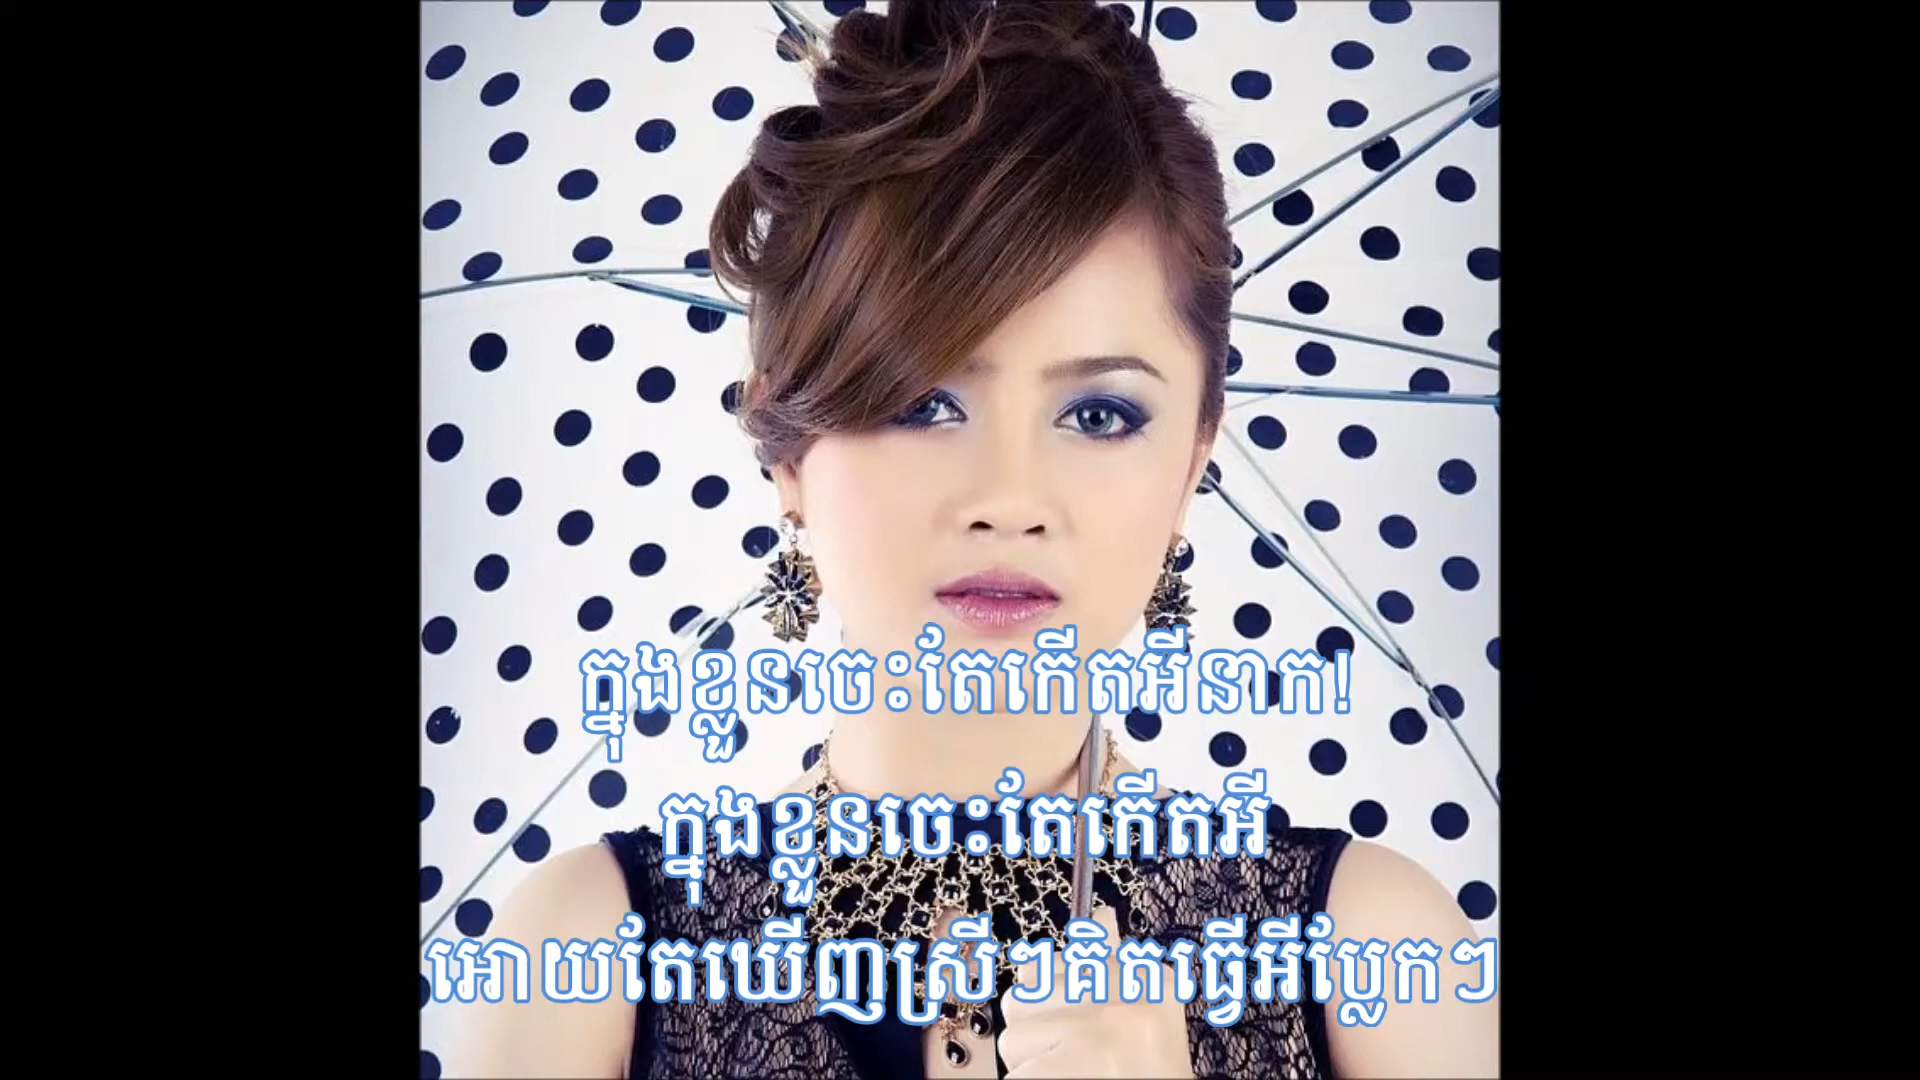 ក្នុងខ្លួនចេះតែកើតអីនាក!
ក្នុងខ្លួនចេះតែកើតអី
អោយតែឃើញស្រីៗគិតធ្វើអីប្លែកៗ